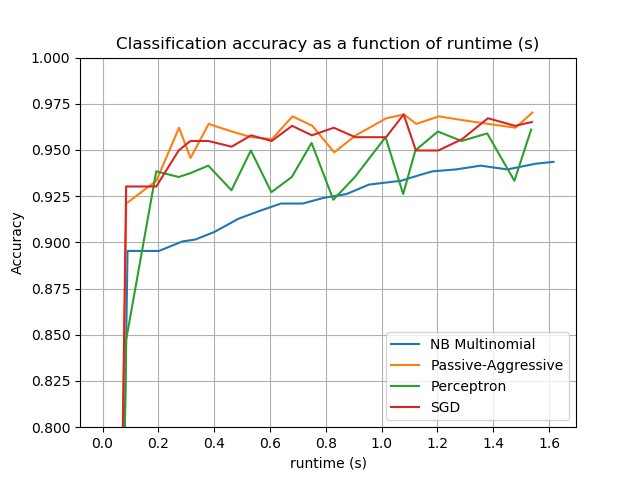 Classification accuracy as a function of runtime (s)
1.000
0.975
0.950
0.925
0.900
0.875
0.850
0.825
0.800
Accuracy
NB Multinomial
Passive-Aggressive
Perceptron
SGD
0.0 0.2 0.4 0.6 0.8 1.0 1.2 1.4 1.6
runtime (s)